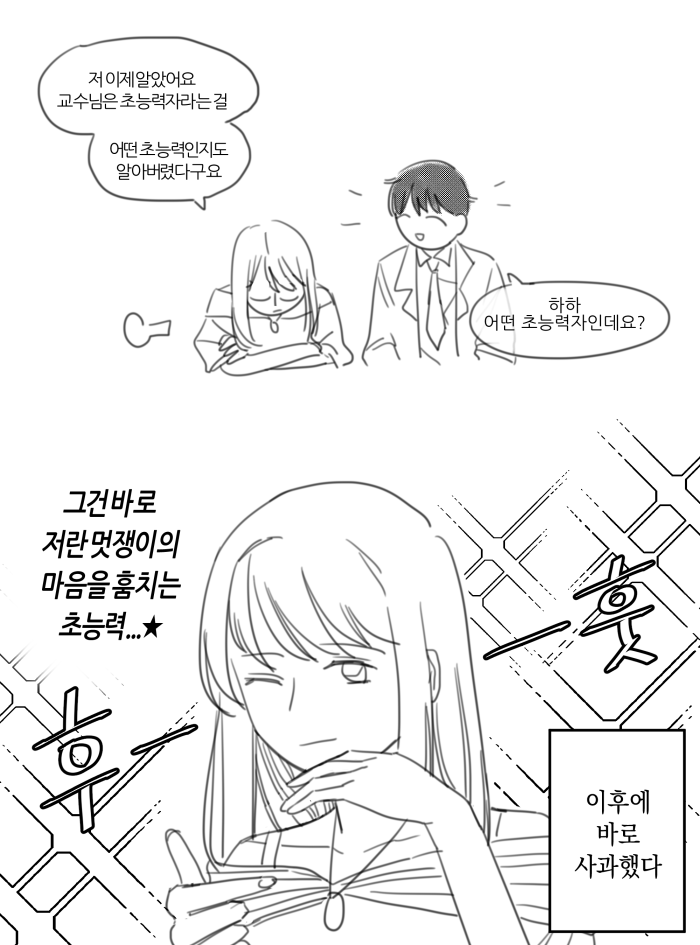 저 이제 알았어요
교수님은 초능력자라는 걸
어떤 초능력인지도
알아버렸다구요
하하
어떤 초능력자인데요?
그건 바로
저란 멋쟁이의
마음을 훔치는
초능력...★
훗
후
이후에
바로
사과했다